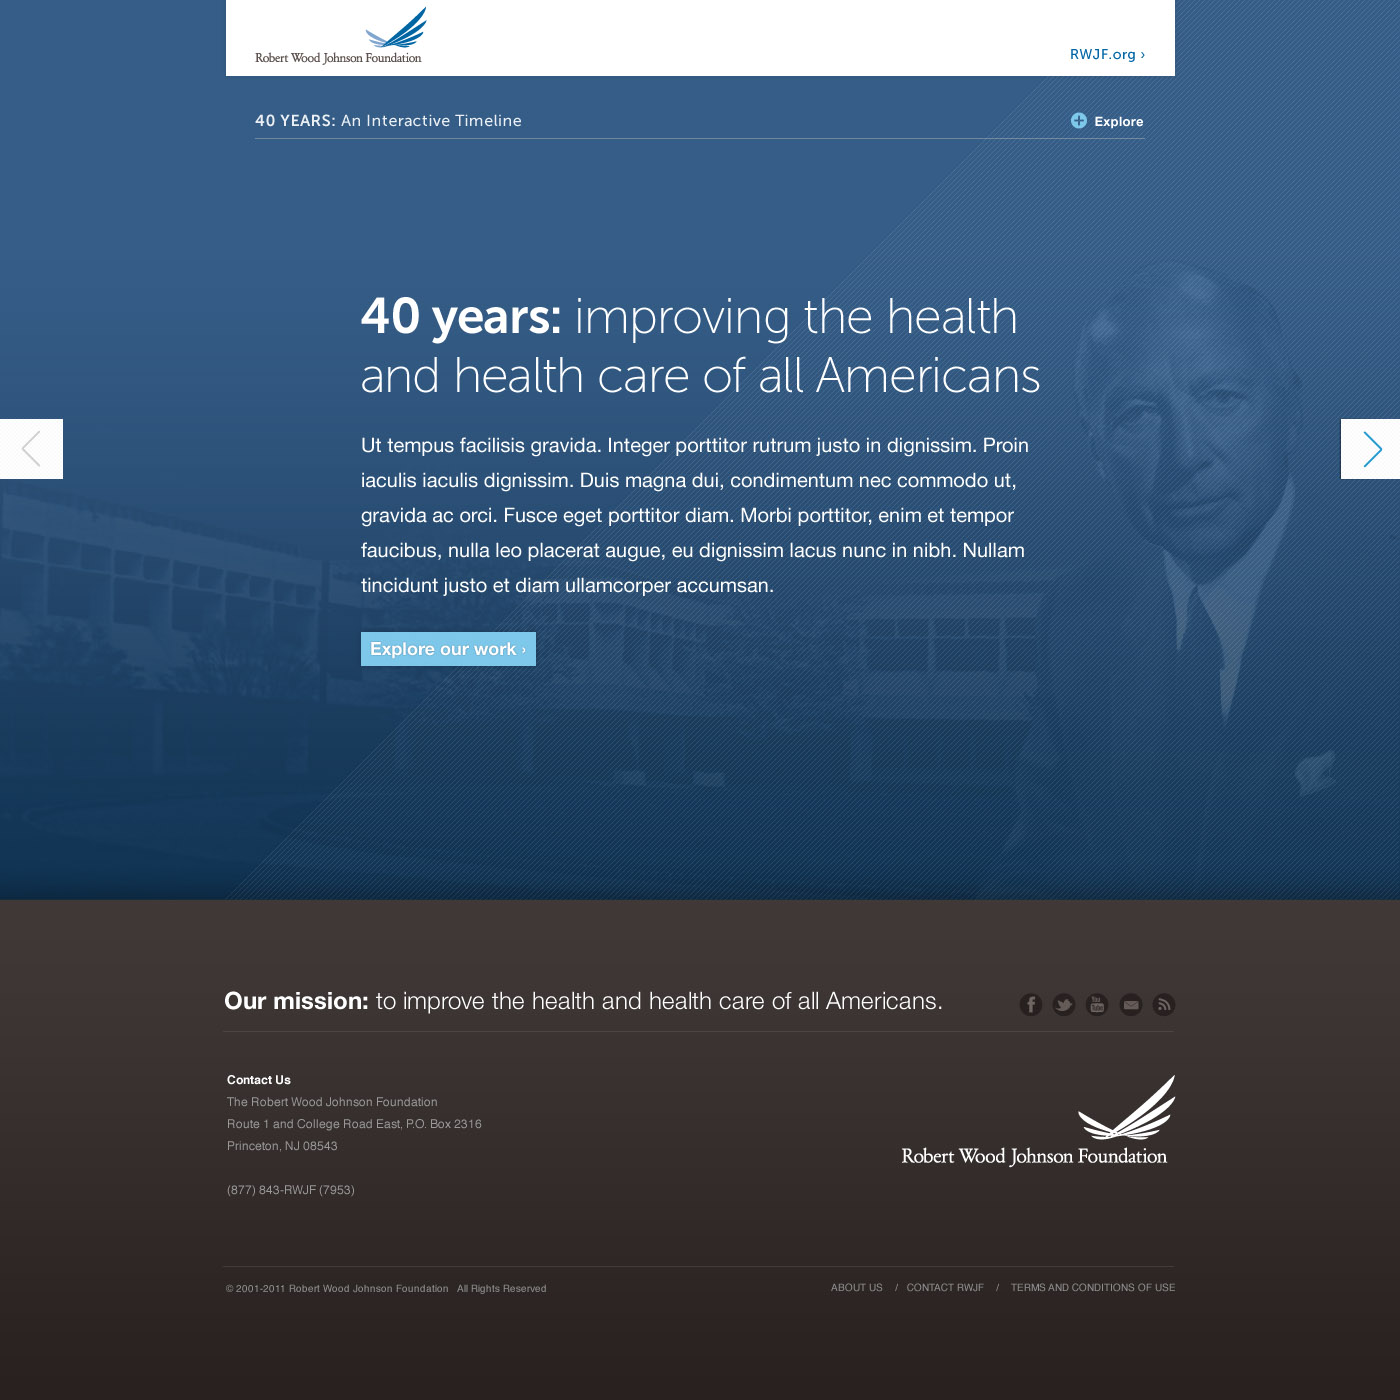 Robert Wood Johnson Foundation
RWJF.org ›
40 YEARS: An Interactive Timeline
Explore
40 years: improving the health
and health care of all Americans
Ut tempus facilisis gravida. Integer porttitor rutrum justo in dignissim. Proin
iaculis iaculis dignissim. Duis magna dui, condimentum nec commodo ut,
gravida ac orci. Fusce eget porttitor diam. Morbi porttitor, enim et tempor
faucibus, nulla leo placerat augue, eu dignissim lacus nunc in nibh. Nullam
tincidunt justo et diam ullamcorper accumsan.
Explore our work ›
Our mission: to improve the health and health care of all Americans.
You
Tube
Contact Us
The Robert Wood Johnson Foundation
Route 1 and College Road East, P.O. Box 2316
Princeton, NJ 08543
(877) 843-RWJF (7953)
Robert Wood Johnson Foundation
© 2001-2011 Robert Wood Johnson Foundation All Rights Reserved
ABOUT US / CONTACT RWJF / TERMS AND CONDITIONS OF USE